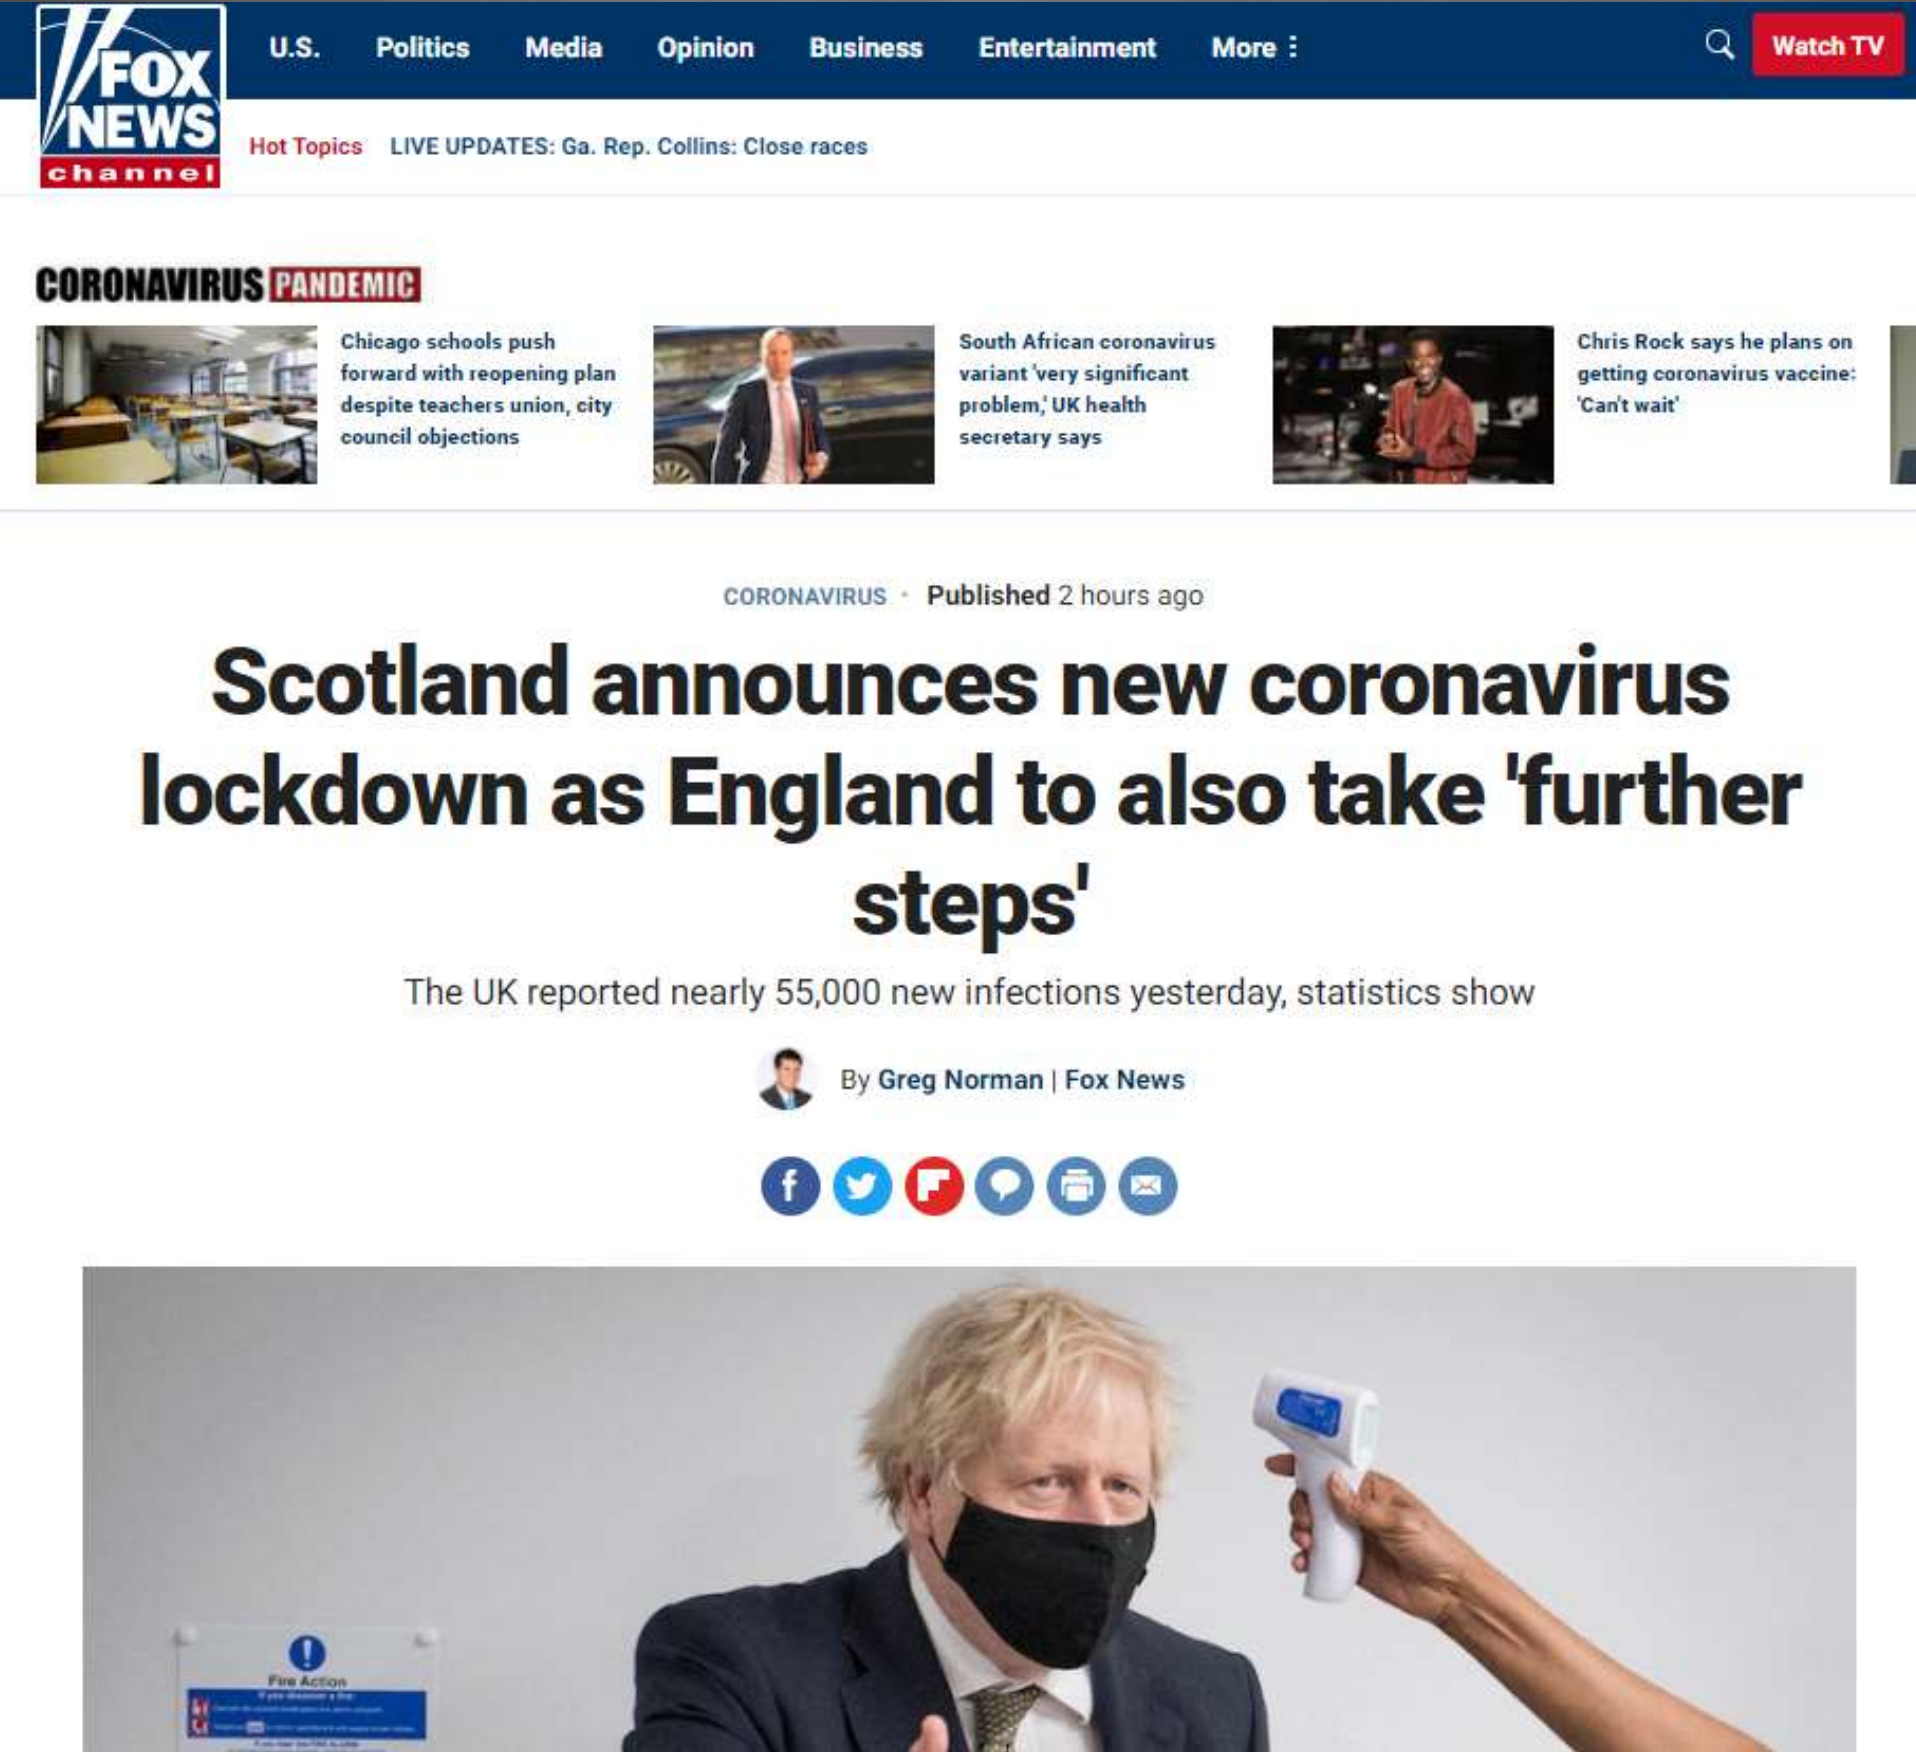 FOX
NEWS
channel
U.S. Politics Media Opinion Business Entertainment More Watch TV
Hot Topics LIVE UPDATES: Ga. Rep. Collins: Close races
CORONAVIRUS PANDEMIC
Chicago schools push
forward with reopening plan
despite teachers union, city
council objections
South African coronavirus
variant 'very significant
problem,' UK health
secretary says
Chris Rock says he plans on
getting coronavirus vaccine:
'Can't wait'
CORONAVIRUS · Published 2 hours ago
Scotland announces new coronavirus
lockdown as England to also take 'further
steps'
The UK reported nearly 55,000 new infections yesterday, statistics show
By Greg Norman | Fox News
Fire Action